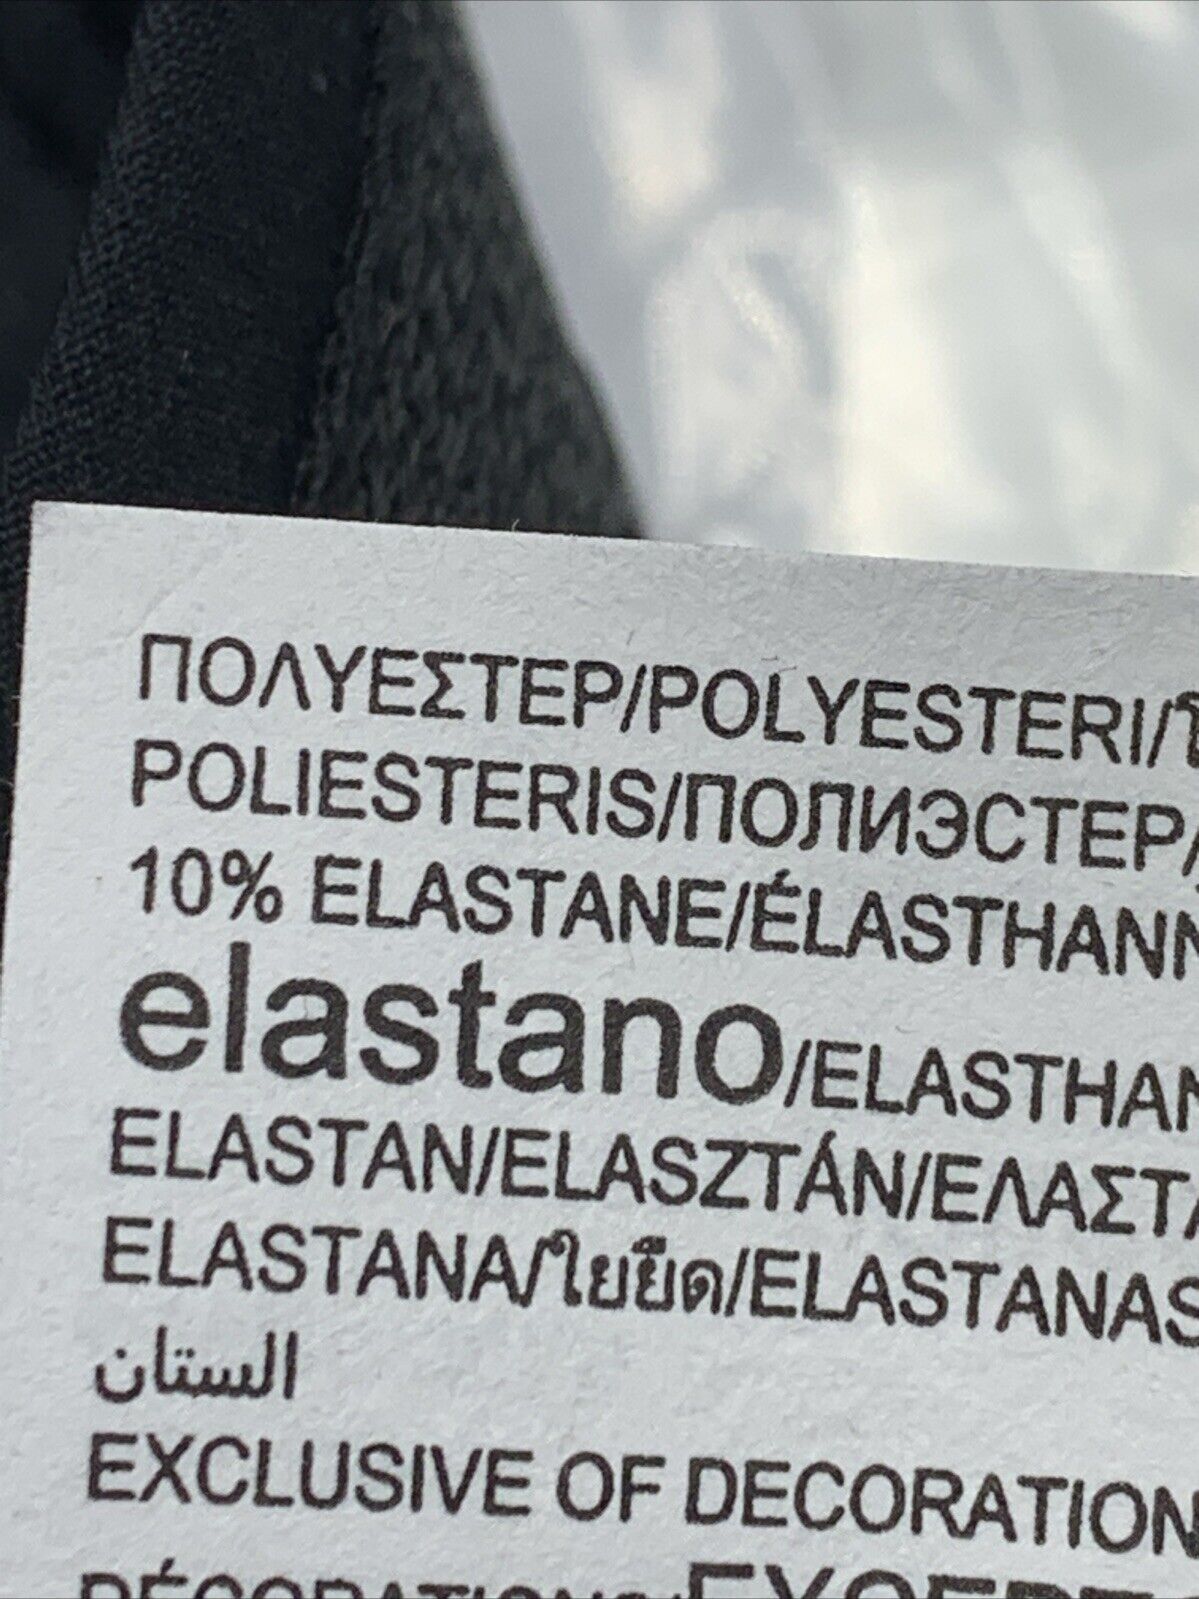 ΠΟΛΥΕΣΤΕΡ/POLYESTERI/
POLIESTERIS/ПОЛИЭСТЕР/
10% ELASTANE/ÉLASTHANN
elastano/ELASTHAN
ELASTAN/ELASZTÁN/ΕΛΑΣΤΑ
ELASTANA/ใยยืด/ELASTANAS
الستان
EXCLUSIVE OF DECORATION